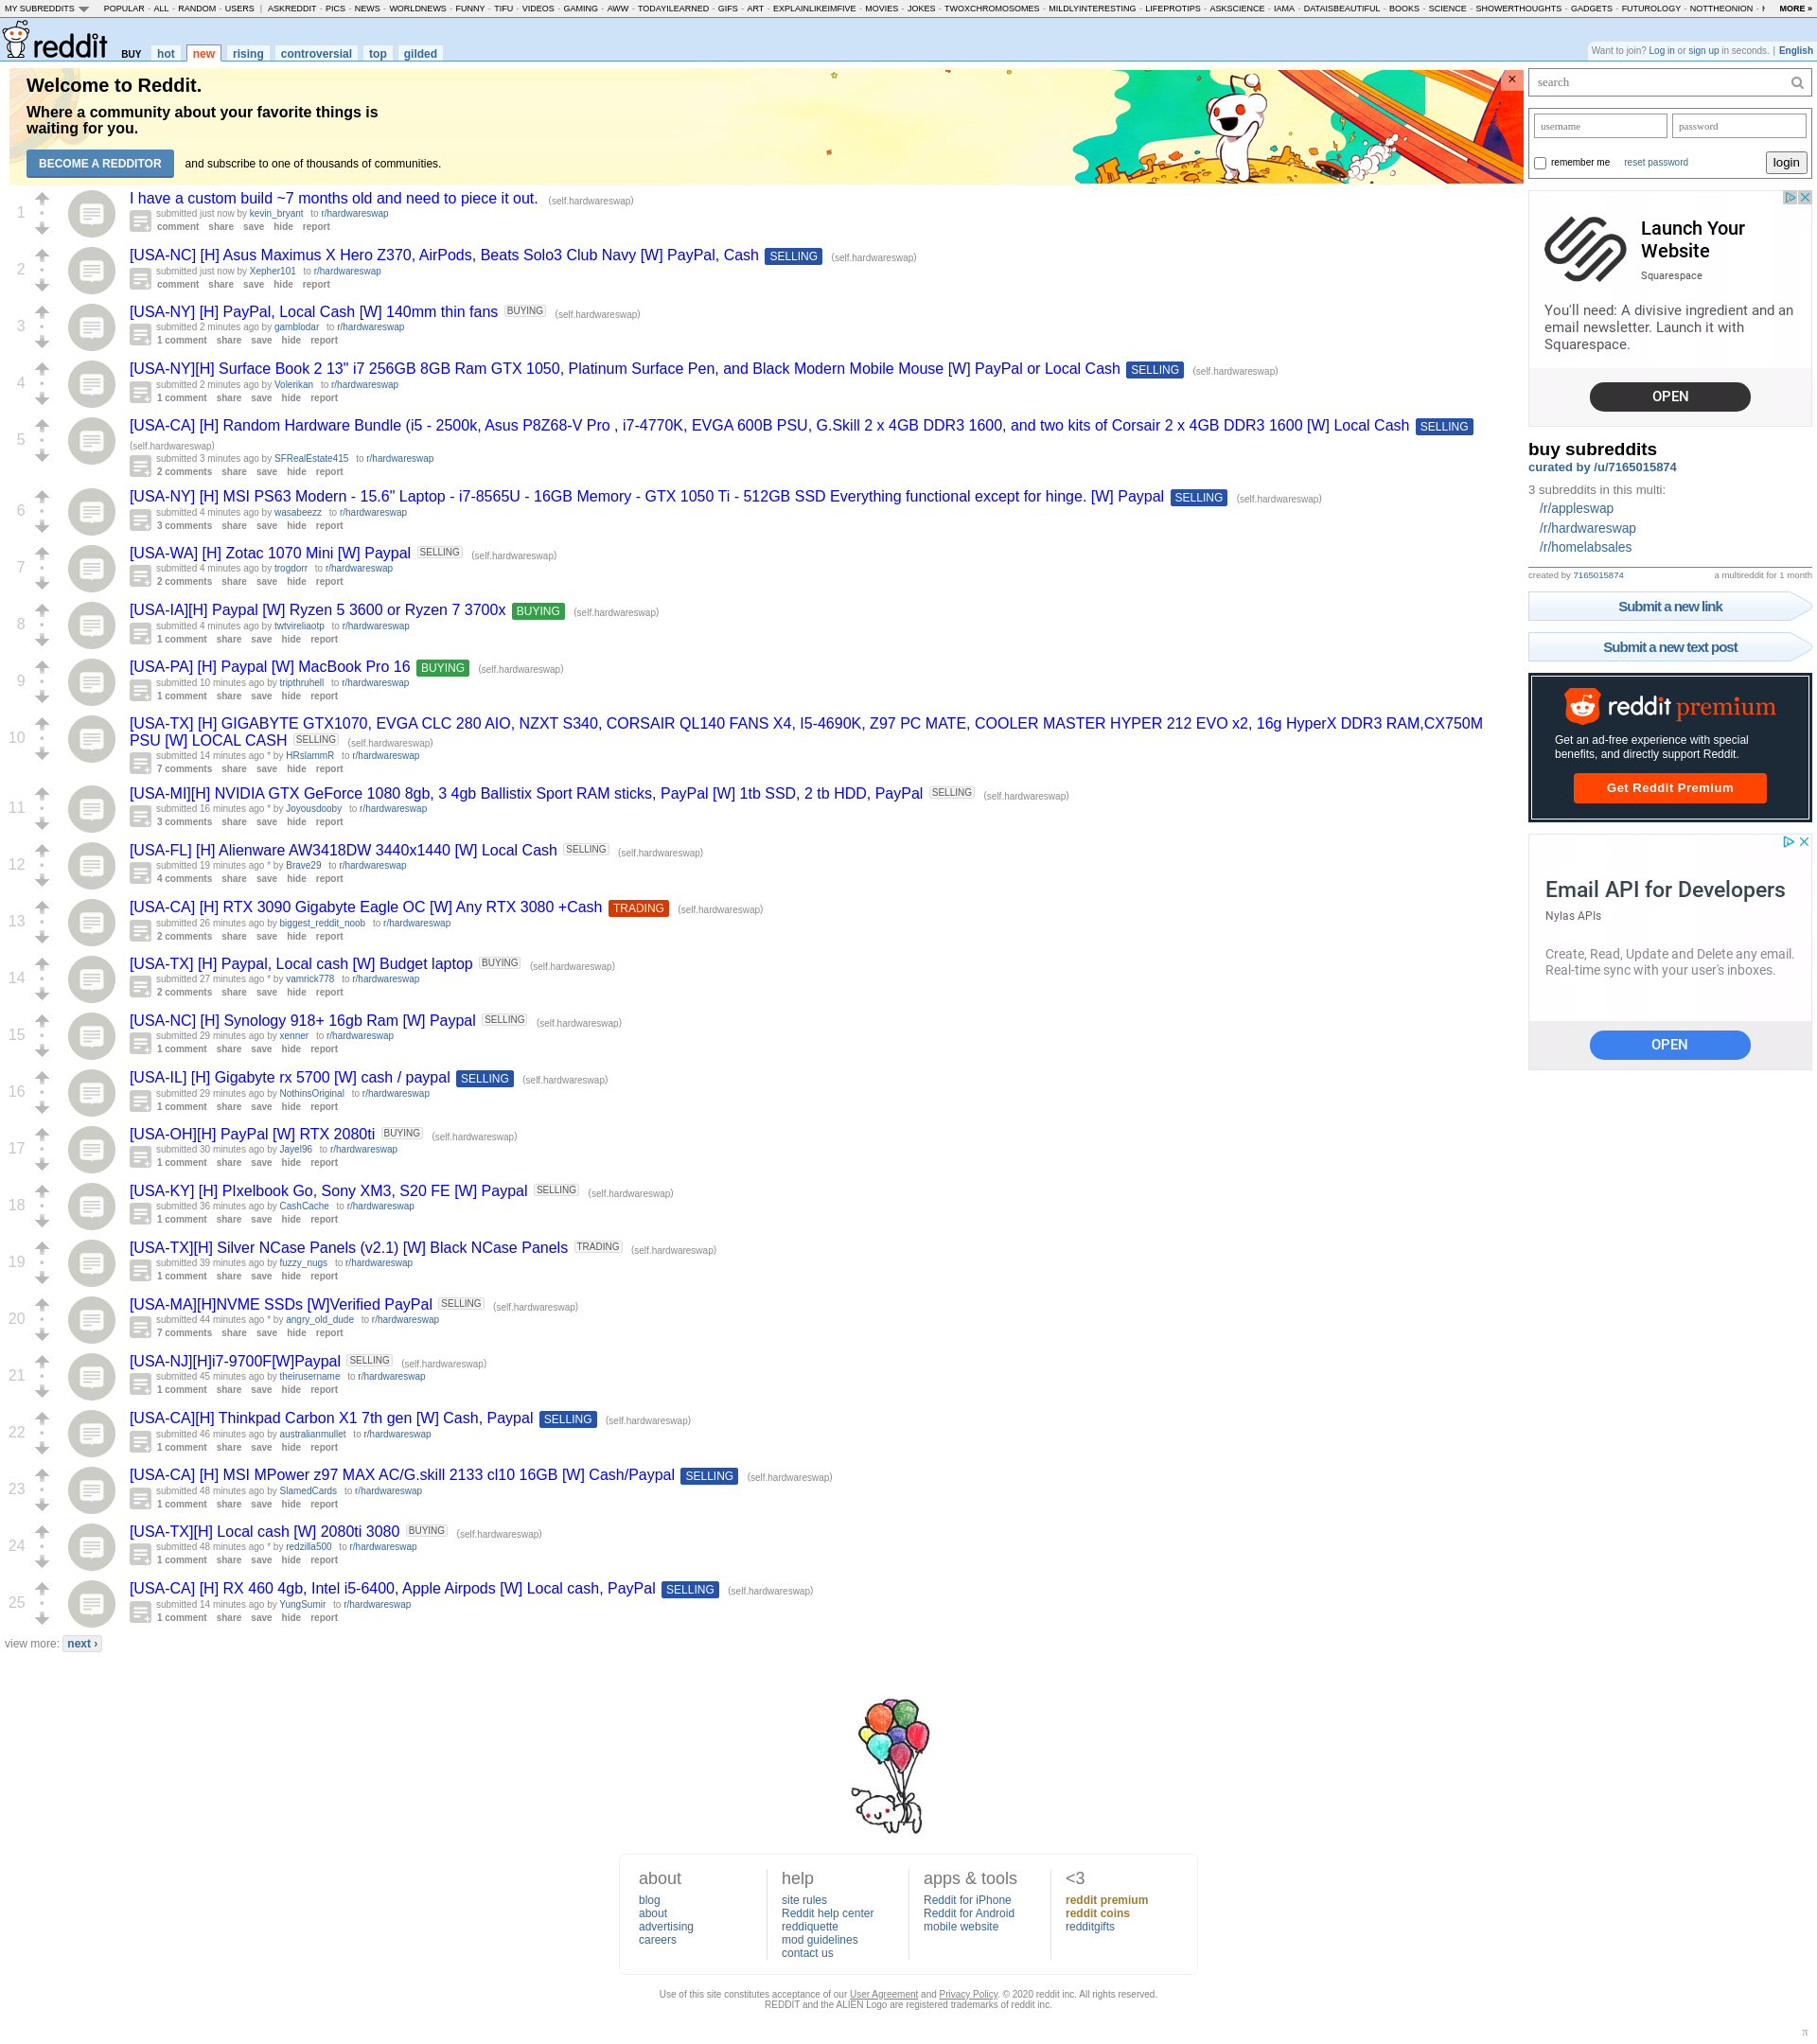 MY SUBREDDITS POPULAR - ALL - RANDOM - USERS | ASKREDDIT - PICS - NEWS - WORLDNEWS - FUNNY - TIFU - VIDEOS - GAMING - AWW - TODAYILEARNED - GIFS - ART - EXPLAINLIKEIMFIVE - MOVIES - JOKES - TWOXCHROMOSOMES - MILDLYINTERESTING - LIFEPROTIPS - ASKSCIENCE - IAMA - DATAISBEAUTIFUL - BOOKS - SCIENCE - SHOWERTHOUGHTS - GADGETS - FUTUROLOGY - NOTTHEONION - MORE »
reddit BUY hot new rising controversial top gilded
Want to join? Log in or sign up in seconds. | English
Welcome to Reddit.
Where a community about your favorite things is
waiting for you.
BECOME A REDDITOR and subscribe to one of thousands of communities.
1
I have a custom build ~7 months old and need to piece it out. (self.hardwareswap)
submitted just now by kevin_bryant to r/hardwareswap
comment share save hide report
2
[USA-NC] [H] Asus Maximus X Hero Z370, AirPods, Beats Solo3 Club Navy [W] PayPal, Cash SELLING (self.hardwareswap)
submitted just now by Xepher101 to r/hardwareswap
comment share save hide report
3
[USA-NY] [H] PayPal, Local Cash [W] 140mm thin fans BUYING (self.hardwareswap)
submitted 2 minutes ago by gamblodar to r/hardwareswap
1 comment share save hide report
4
[USA-NY][H] Surface Book 2 13" i7 256GB 8GB Ram GTX 1050, Platinum Surface Pen, and Black Modern Mobile Mouse [W] PayPal or Local Cash SELLING (self.hardwareswap)
submitted 2 minutes ago by Volerikan to r/hardwareswap
1 comment share save hide report
5
[USA-CA] [H] Random Hardware Bundle (i5 - 2500k, Asus P8Z68-V Pro , i7-4770K, EVGA 600B PSU, G.Skill 2 x 4GB DDR3 1600, and two kits of Corsair 2 x 4GB DDR3 1600 [W] Local Cash SELLING
(self.hardwareswap)
submitted 3 minutes ago by SFRealEstate415 to r/hardwareswap
2 comments share save hide report
6
[USA-NY] [H] MSI PS63 Modern - 15.6" Laptop - i7-8565U - 16GB Memory - GTX 1050 Ti - 512GB SSD Everything functional except for hinge. [W] Paypal SELLING (self.hardwareswap)
submitted 4 minutes ago by wasabeezz to r/hardwareswap
3 comments share save hide report
7
[USA-WA] [H] Zotac 1070 Mini [W] Paypal SELLING (self.hardwareswap)
submitted 4 minutes ago by trogdorr to r/hardwareswap
2 comments share save hide report
8
[USA-IA][H] Paypal [W] Ryzen 5 3600 or Ryzen 7 3700x BUYING (self.hardwareswap)
submitted 4 minutes ago by twtvireliaotp to r/hardwareswap
1 comment share save hide report
9
[USA-PA] [H] Paypal [W] MacBook Pro 16 BUYING (self.hardwareswap)
submitted 10 minutes ago by tripthruhell to r/hardwareswap
1 comment share save hide report
10
[USA-TX] [H] GIGABYTE GTX1070, EVGA CLC 280 AIO, NZXT S340, CORSAIR QL140 FANS X4, I5-4690K, Z97 PC MATE, COOLER MASTER HYPER 212 EVO x2, 16g HyperX DDR3 RAM,CX750M
PSU [W] LOCAL CASH SELLING (self.hardwareswap)
submitted 14 minutes ago * by HRslammR to r/hardwareswap
7 comments share save hide report
11
[USA-MI][H] NVIDIA GTX GeForce 1080 8gb, 3 4gb Ballistix Sport RAM sticks, PayPal [W] 1tb SSD, 2 tb HDD, PayPal SELLING (self.hardwareswap)
submitted 16 minutes ago * by Joyousdooby to r/hardwareswap
3 comments share save hide report
12
[USA-FL] [H] Alienware AW3418DW 3440x1440 [W] Local Cash SELLING (self.hardwareswap)
submitted 19 minutes ago * by Brave29 to r/hardwareswap
4 comments share save hide report
13
[USA-CA] [H] RTX 3090 Gigabyte Eagle OC [W] Any RTX 3080 +Cash TRADING (self.hardwareswap)
submitted 26 minutes ago by biggest_reddit_noob to r/hardwareswap
2 comments share save hide report
14
[USA-TX] [H] Paypal, Local cash [W] Budget laptop BUYING (self.hardwareswap)
submitted 27 minutes ago * by vamrick778 to r/hardwareswap
2 comments share save hide report
15
[USA-NC] [H] Synology 918+ 16gb Ram [W] Paypal SELLING (self.hardwareswap)
submitted 29 minutes ago by xenner to r/hardwareswap
1 comment share save hide report
16
[USA-IL] [H] Gigabyte rx 5700 [W] cash / paypal SELLING (self.hardwareswap)
submitted 29 minutes ago by NothinsOriginal to r/hardwareswap
1 comment share save hide report
17
[USA-OH][H] PayPal [W] RTX 2080ti BUYING (self.hardwareswap)
submitted 30 minutes ago by Jayel96 to r/hardwareswap
1 comment share save hide report
18
[USA-KY] [H] PIxelbook Go, Sony XM3, S20 FE [W] Paypal SELLING (self.hardwareswap)
submitted 36 minutes ago by CashCache to r/hardwareswap
1 comment share save hide report
19
[USA-TX][H] Silver NCase Panels (v2.1) [W] Black NCase Panels TRADING (self.hardwareswap)
submitted 39 minutes ago by fuzzy_nugs to r/hardwareswap
1 comment share save hide report
20
[USA-MA][H]NVME SSDs [W]Verified PayPal SELLING (self.hardwareswap)
submitted 44 minutes ago * by angry_old_dude to r/hardwareswap
7 comments share save hide report
21
[USA-NJ][H]i7-9700F[W]Paypal SELLING (self.hardwareswap)
submitted 45 minutes ago by theirusername to r/hardwareswap
1 comment share save hide report
22
[USA-CA][H] Thinkpad Carbon X1 7th gen [W] Cash, Paypal SELLING (self.hardwareswap)
submitted 46 minutes ago by australianmullet to r/hardwareswap
1 comment share save hide report
23
[USA-CA] [H] MSI MPower z97 MAX AC/G.skill 2133 cl10 16GB [W] Cash/Paypal SELLING (self.hardwareswap)
submitted 48 minutes ago by SlamedCards to r/hardwareswap
1 comment share save hide report
24
[USA-TX][H] Local cash [W] 2080ti 3080 BUYING (self.hardwareswap)
submitted 48 minutes ago * by redzilla500 to r/hardwareswap
1 comment share save hide report
25
[USA-CA] [H] RX 460 4gb, Intel i5-6400, Apple Airpods [W] Local cash, PayPal SELLING (self.hardwareswap)
submitted 14 minutes ago by YungSumir to r/hardwareswap
1 comment share save hide report
view more: next ›
search
username password
remember me reset password login
Launch Your
Website
Squarespace
You'll need: A divisive ingredient and an
email newsletter. Launch it with
Squarespace.
OPEN
buy subreddits
curated by /u/7165015874
3 subreddits in this multi:
/r/appleswap
/r/hardwareswap
/r/homelabsales
created by 7165015874 a multireddit for 1 month
Submit a new link
Submit a new text post
reddit premium
Get an ad-free experience with special
benefits, and directly support Reddit.
Get Reddit Premium
Email API for Developers
Nylas APIs
Create, Read, Update and Delete any email.
Real-time sync with your user's inboxes.
OPEN
about
blog
about
advertising
careers
help
site rules
Reddit help center
reddiquette
mod guidelines
contact us
apps & tools
Reddit for iPhone
Reddit for Android
mobile website
<3
reddit premium
reddit coins
redditgifts
Use of this site constitutes acceptance of our User Agreement and Privacy Policy. © 2020 reddit inc. All rights reserved.
REDDIT and the ALIEN Logo are registered trademarks of reddit inc.
π